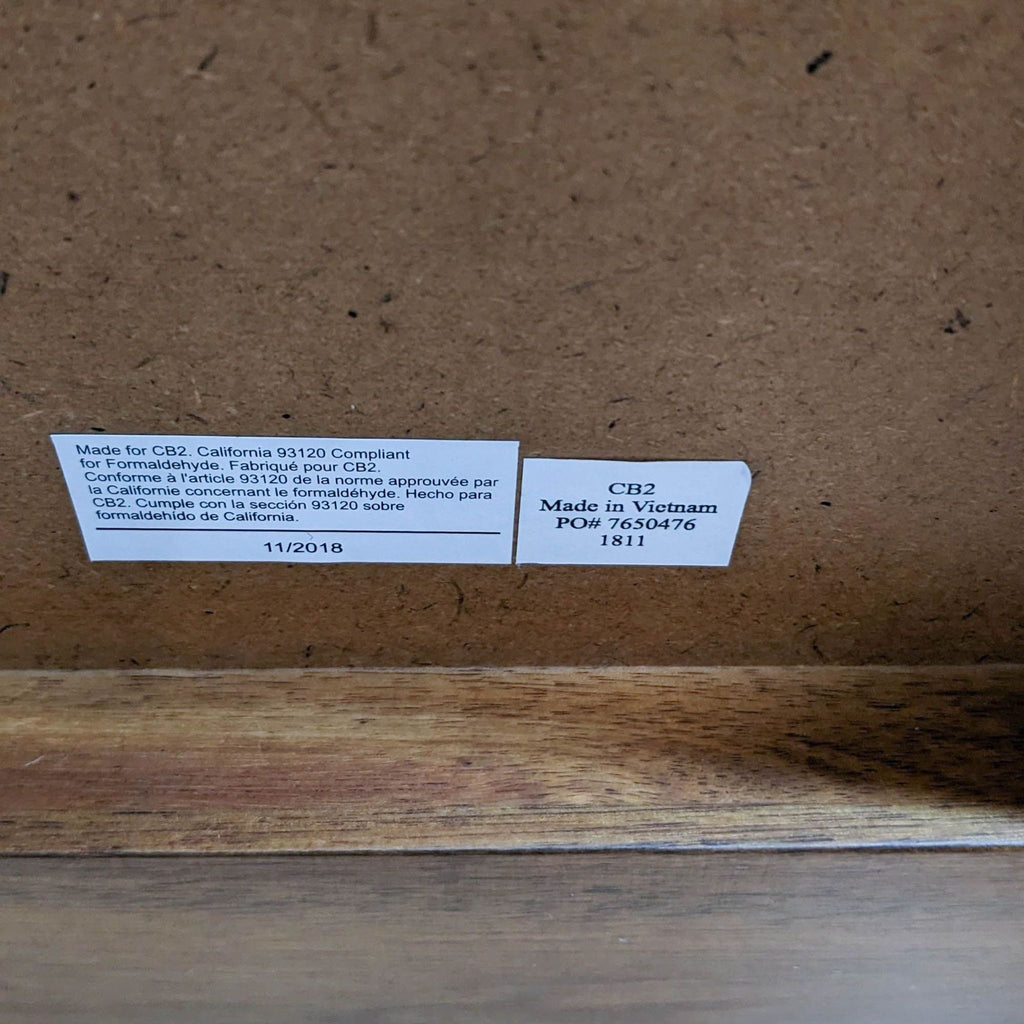 Made for CB2. California 93120 Compliant
for Formaldehyde. Fabriqué pour CB2.
Conforme à l'article 93120 de la norme approuvée par
la Californie concernant le formaldéhyde. Hecho para
CB2. Cumple con la sección 93120 sobre
formaldehído de California.
11/2018
CB2
Made in Vietnam
PO# 7650476
1811